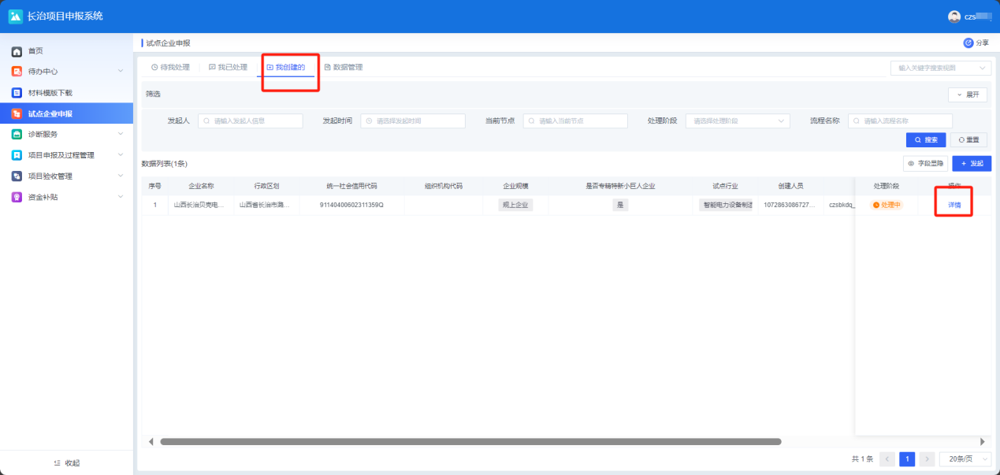 长治项目申报系统
czs
首页
待办中心
材料模版下载
试点企业申报
诊断服务
项目申报及过程管理
项目验收管理
资金补贴
收起
试点企业申报
分享
待我处理 我已处理 我创建的 数据管理
输入关键字搜索视图
筛选
展开
发起人 请输入发起人信息 发起时间 请选择发起时间 当前节点 请输入当前节点 处理阶段 请选择处理阶段 流程名称 请输入流程名称
搜索 重置
数据列表(1条)
字段显隐 + 发起
序号 企业名称 行政区划 统一社会信用代码 组织机构代码 企业规模 是否专精特新小巨人企业 试点行业 创建人员 处理阶段 操作
1 山西长治贝克电... 山西省长治市潞... 91140400602311359Q 规上企业 是 智能电力设备制造 1072863086727... czsbkdq_ 处理中 详情
共 1 条 < 1 > 20条/页